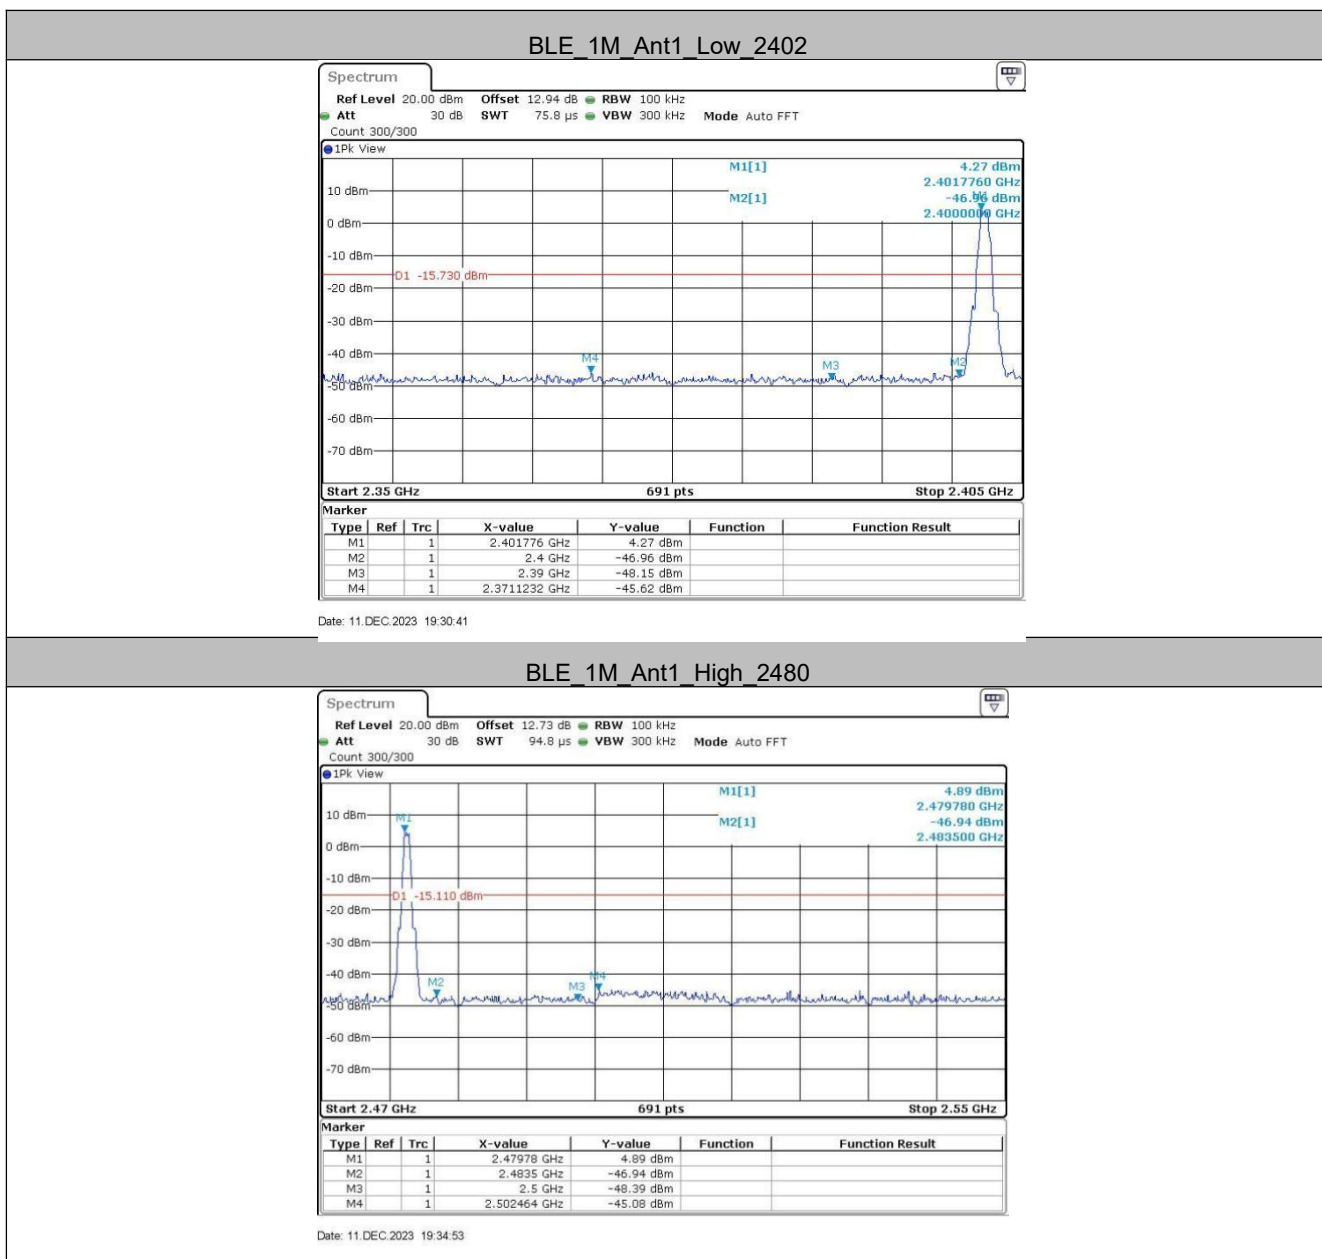 BLE_1M_Ant1_Low_2402
Spectrum
Ref Level 20.00 dBm Offset 12.94 dB RBW 100 kHz
Att 30 dB SWT 75.8 µs VBW 300 kHz Mode Auto FFT
Count 300/300
1Pk View
M1[1] 4.27 dBm
2.4017760 GHz
M2[1] -46.96 dBm
2.4000000 GHz
M1
10 dBm
0 dBm
-10 dBm
D1 -15.730 dBm
-20 dBm
-30 dBm
-40 dBm
M4 M3 M2
-50 dBm
-60 dBm
-70 dBm
Start 2.35 GHz 691 pts Stop 2.405 GHz
Marker
Type Ref Trc X-value Y-value Function Function Result
M1 1 2.401776 GHz 4.27 dBm
M2 1 2.4 GHz -46.96 dBm
M3 1 2.39 GHz -48.15 dBm
M4 1 2.3711232 GHz -45.62 dBm
Date: 11.DEC.2023 19:30:41
BLE_1M_Ant1_High_2480
Spectrum
Ref Level 20.00 dBm Offset 12.73 dB RBW 100 kHz
Att 30 dB SWT 94.8 µs VBW 300 kHz Mode Auto FFT
Count 300/300
1Pk View
M1[1] 4.89 dBm
2.479780 GHz
M2[1] -46.94 dBm
2.483500 GHz
10 dBm
M1
0 dBm
-10 dBm
D1 -15.110 dBm
-20 dBm
-30 dBm
-40 dBm
M2 M3 M4
-50 dBm
-60 dBm
-70 dBm
Start 2.47 GHz 691 pts Stop 2.55 GHz
Marker
Type Ref Trc X-value Y-value Function Function Result
M1 1 2.47978 GHz 4.89 dBm
M2 1 2.4835 GHz -46.94 dBm
M3 1 2.5 GHz -48.39 dBm
M4 1 2.502464 GHz -45.08 dBm
Date: 11.DEC.2023 19:34:53